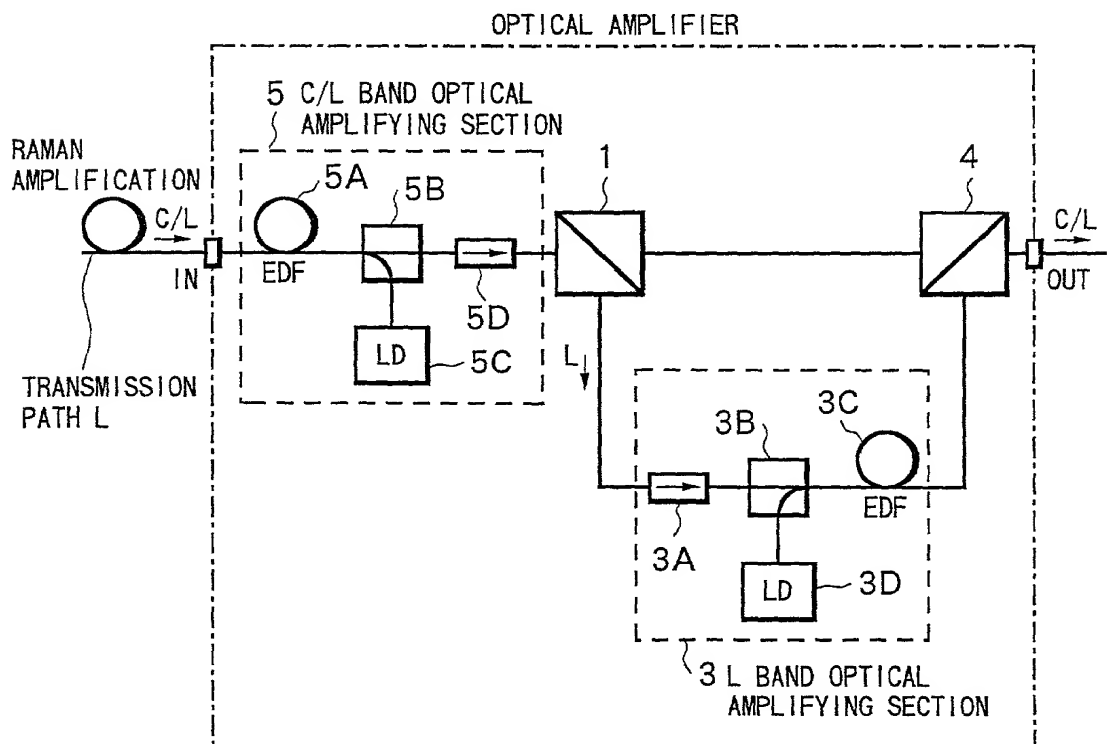 OPTICAL AMPLIFIER
5 C/L BAND OPTICAL
AMPLIFYING SECTION
RAMAN
AMPLIFICATION
C/L
IN
5A
EDF
5B
5D
LD
5C
1
4
C/L
OUT
TRANSMISSION
PATH L
L
3A
3B
3C
EDF
LD
3D
3 L BAND OPTICAL
AMPLIFYING SECTION